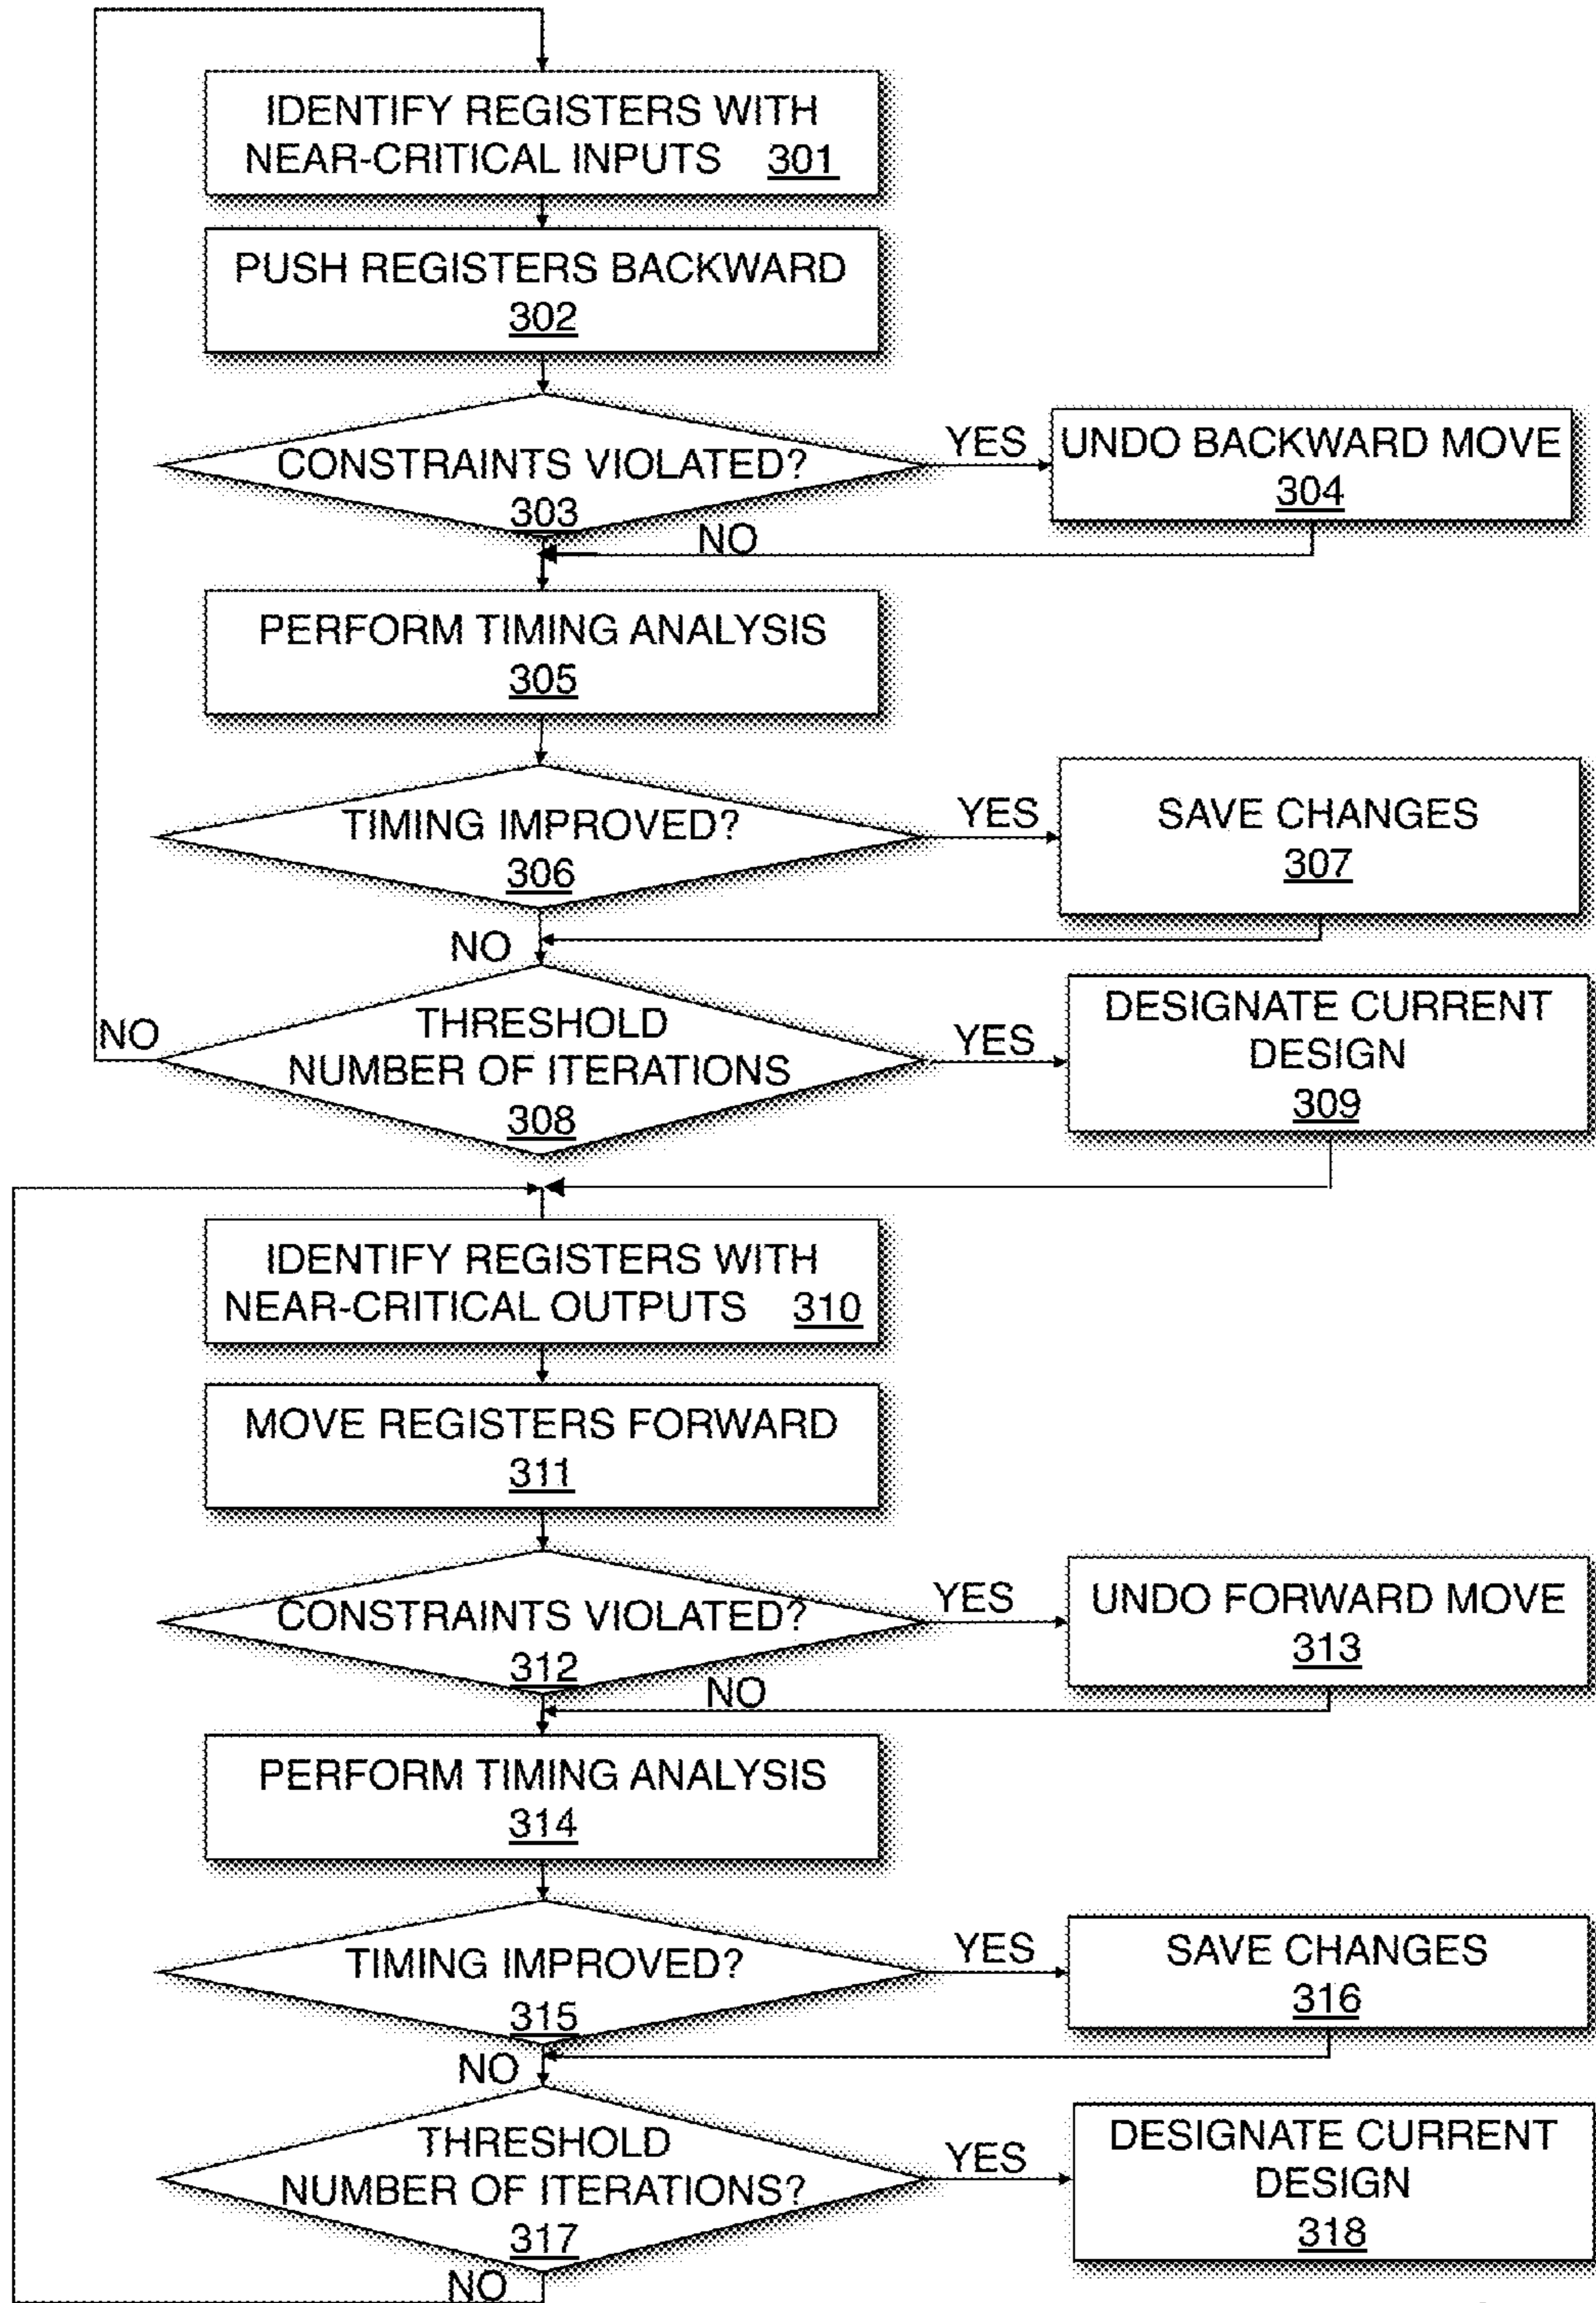 IDENTIFY REGISTERS WITH
NEAR-CRITICAL INPUTS 301
PUSH REGISTERS BACKWARD
302
CONSTRAINTS VIOLATED?
303
YES
UNDO BACKWARD MOVE
304
NO
PERFORM TIMING ANALYSIS
305
TIMING IMPROVED?
306
YES
SAVE CHANGES
307
NO
THRESHOLD
NUMBER OF ITERATIONS
308
NO
YES
DESIGNATE CURRENT
DESIGN
309
IDENTIFY REGISTERS WITH
NEAR-CRITICAL OUTPUTS 310
MOVE REGISTERS FORWARD
311
CONSTRAINTS VIOLATED?
312
YES
UNDO FORWARD MOVE
313
NO
PERFORM TIMING ANALYSIS
314
TIMING IMPROVED?
315
YES
SAVE CHANGES
316
NO
THRESHOLD
NUMBER OF ITERATIONS?
317
YES
DESIGNATE CURRENT
DESIGN
318
NO